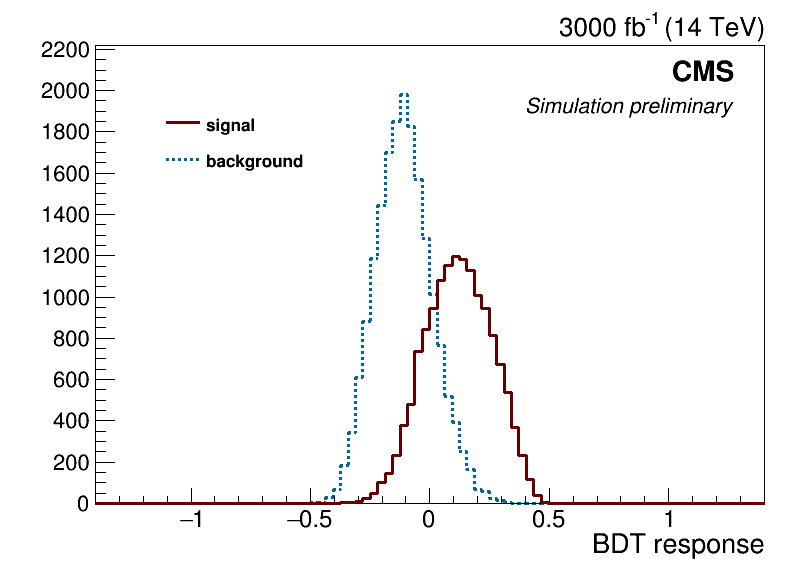 3000 fb-1 (14 TeV)
CMS
Simulation preliminary
signal
background
2200
2000
1800
1600
1400
1200
1000
800
600
400
200
0
−1 −0.5 0 0.5 1
BDT response